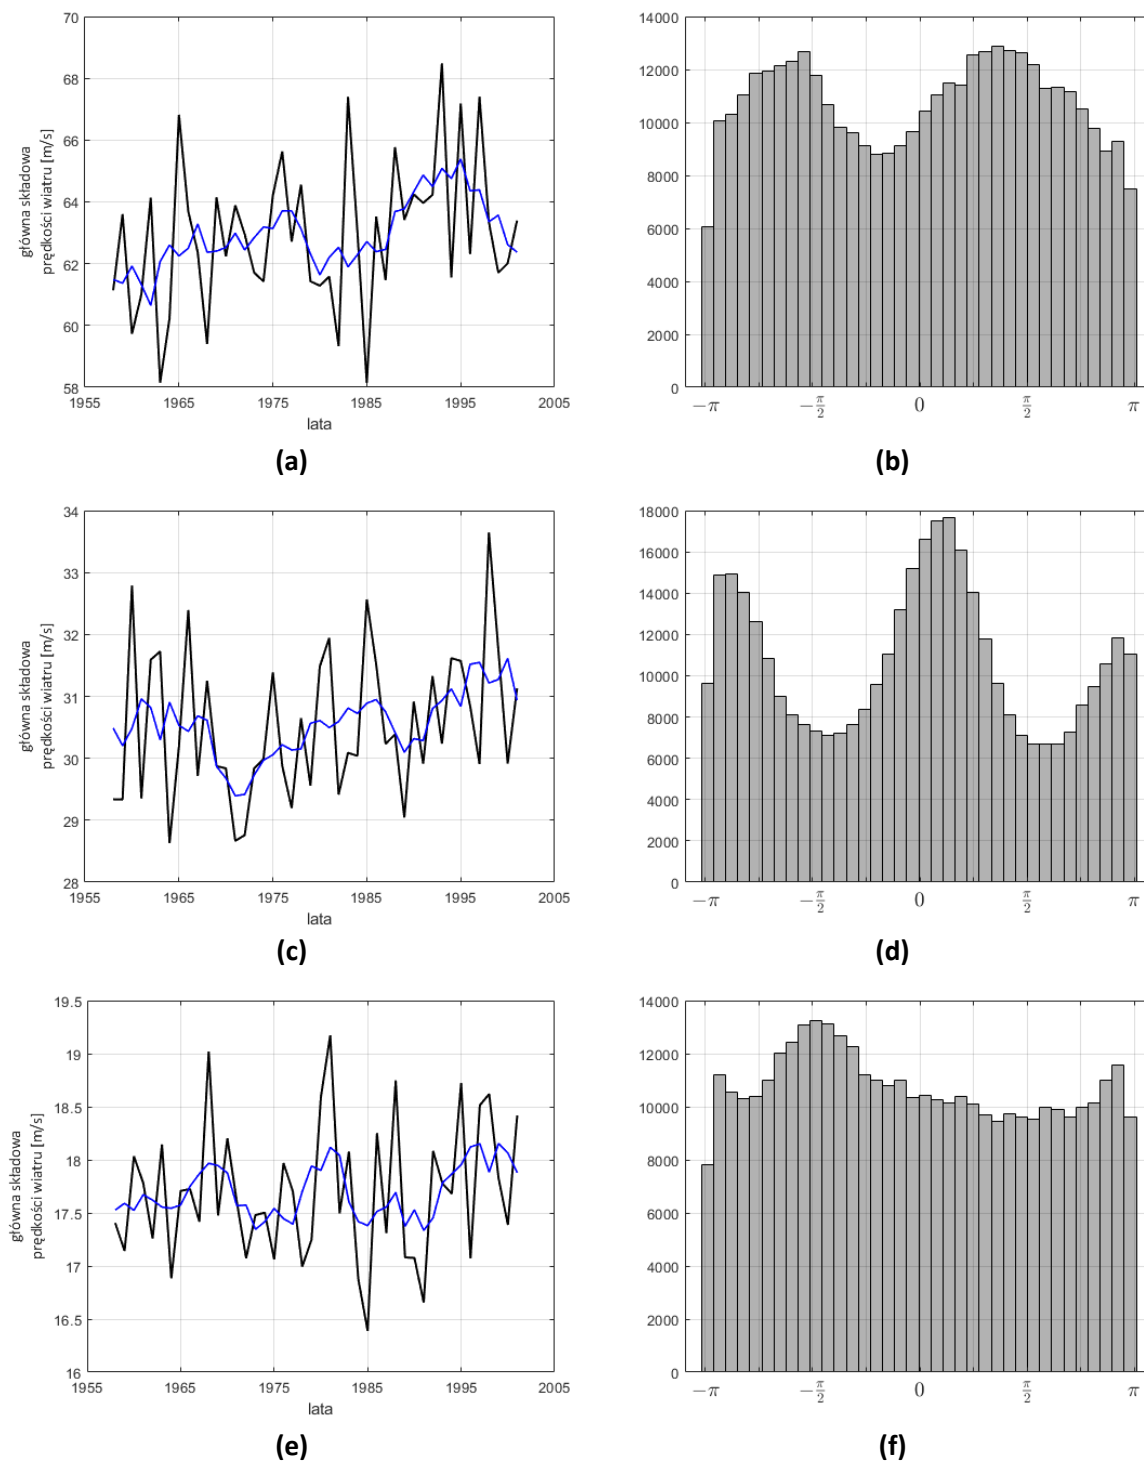 główna składowa
prędkości wiatru [m/s]
70
68
66
64
62
60
58
1955 1965 1975 1985 1995 2005
lata
(a)
14000
12000
10000
8000
6000
4000
2000
0
−π −π/2 0 π/2 π
(b)
główna składowa
prędkości wiatru [m/s]
34
33
32
31
30
29
28
1955 1965 1975 1985 1995 2005
lata
(c)
18000
16000
14000
12000
10000
8000
6000
4000
2000
0
−π −π/2 0 π/2 π
(d)
główna składowa
prędkości wiatru [m/s]
19.5
19
18.5
18
17.5
17
16.5
16
1955 1965 1975 1985 1995 2005
lata
(e)
14000
12000
10000
8000
6000
4000
2000
0
−π −π/2 0 π/2 π
(f)